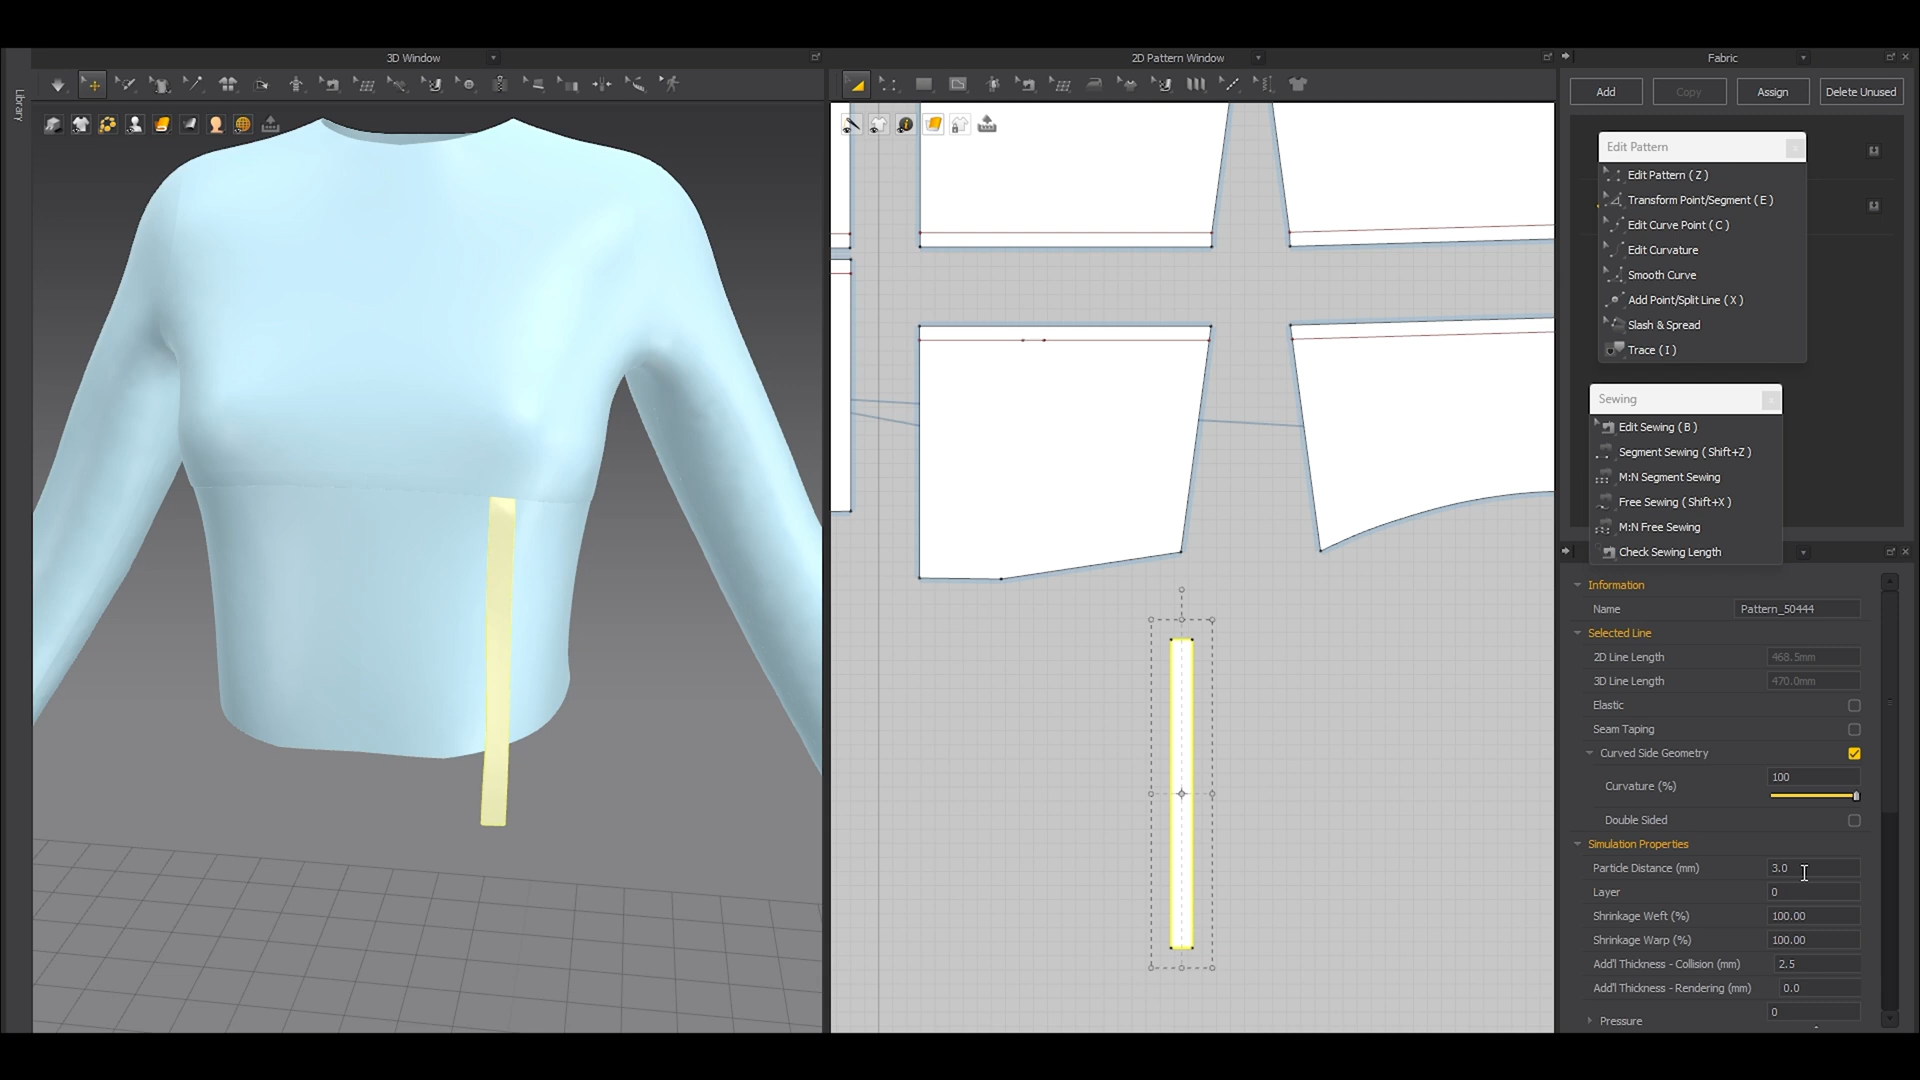 Library
3D Window
2D Pattern Window
Fabric
Add
Copy
Assign
Delete Unused
Edit Pattern
x
Edit Pattern ( Z )
Transform Point/Segment ( E )
Edit Curve Point ( C )
Edit Curvature
Smooth Curve
Add Point/Split Line ( X )
Slash & Spread
Trace ( I )
Sewing
x
Edit Sewing ( B )
Segment Sewing ( Shift+Z )
M:N Segment Sewing
Free Sewing ( Shift+X )
M:N Free Sewing
Check Sewing Length
Information
Name Pattern_50444
Selected Line
2D Line Length 468.5mm
3D Line Length 470.0mm
Elastic
Seam Taping
Curved Side Geometry
Curvature (%) 100
Double Sided
Simulation Properties
Particle Distance (mm) 3.0
Layer 0
Shrinkage Weft (%) 100.00
Shrinkage Warp (%) 100.00
Add'l Thickness - Collision (mm) 2.5
Add'l Thickness - Rendering (mm) 0.0
Pressure 0